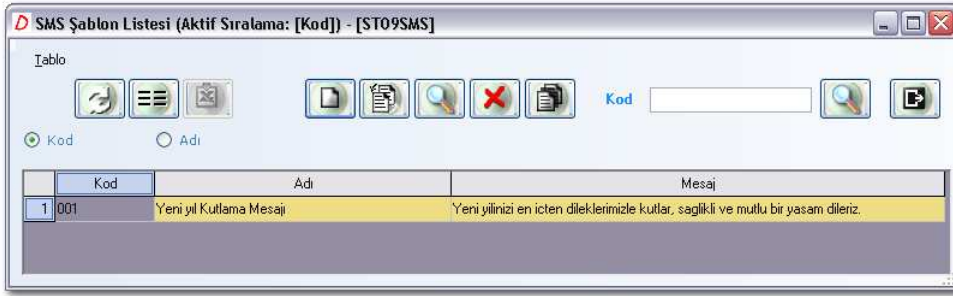 SMS Şablon Listesi (Aktif Sıralama: [Kod]) - [ST09SMS]
Tablo
Kod
Kod Adı
Kod Adı Mesaj
1 001 Yeni yıl Kutlama Mesajı Yeni yilinizi en icten dileklerimizle kutlar, saglikli ve mutlu bir yasam dileriz.